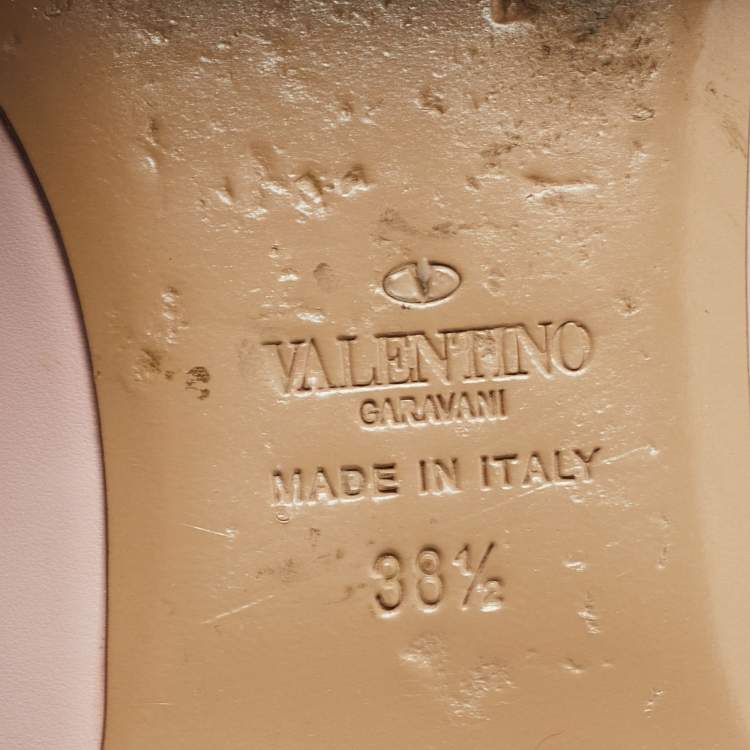 VALENTINO
GARAVANI
MADE IN ITALY
38½